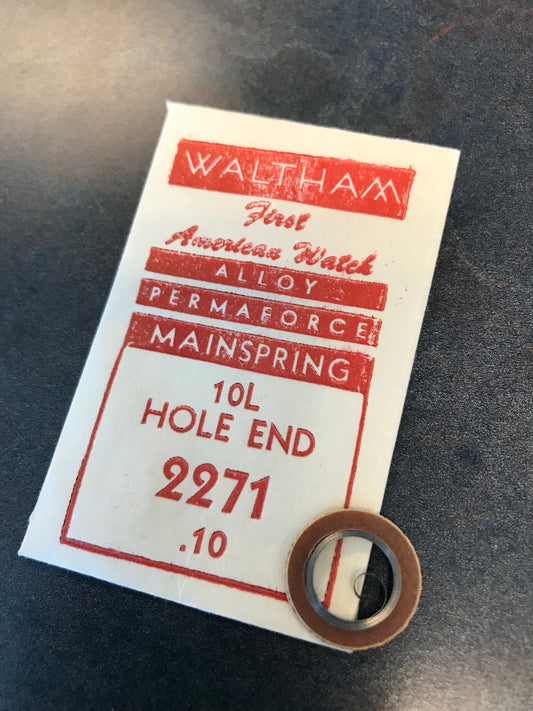 WALTHAM
First
American Watch
ALLOY
PERMAFORCE
MAINSPRING
10L
HOLE END
2271
.10